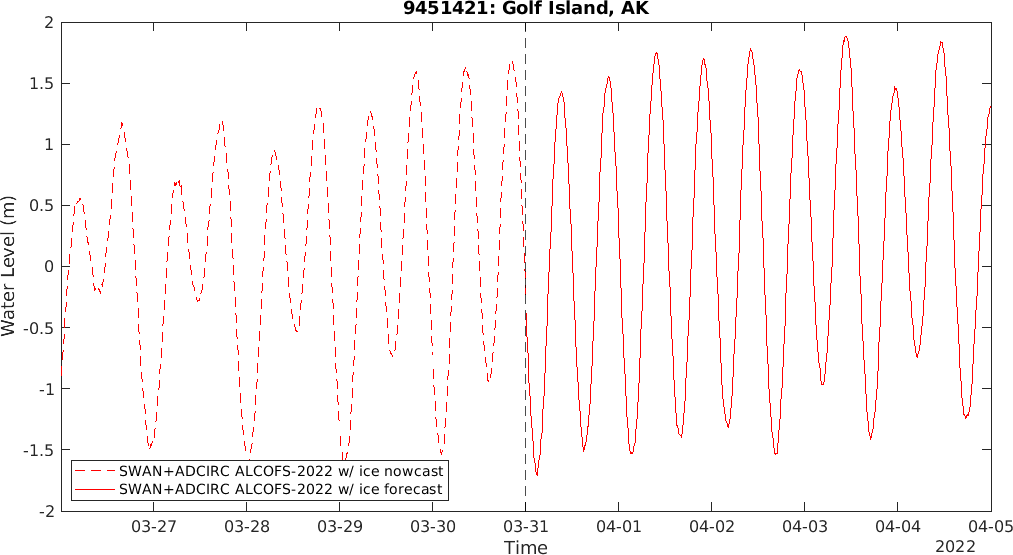 9451421: Golf Island, AK
2
1.5
1
0.5
0
-0.5
-1
-1.5
-2
Water Level (m)
SWAN+ADCIRC ALCOFS-2022 w/ ice nowcast
SWAN+ADCIRC ALCOFS-2022 w/ ice forecast
03-27 03-28 03-29 03-30 03-31 04-01 04-02 04-03 04-04 04-05
Time
2022